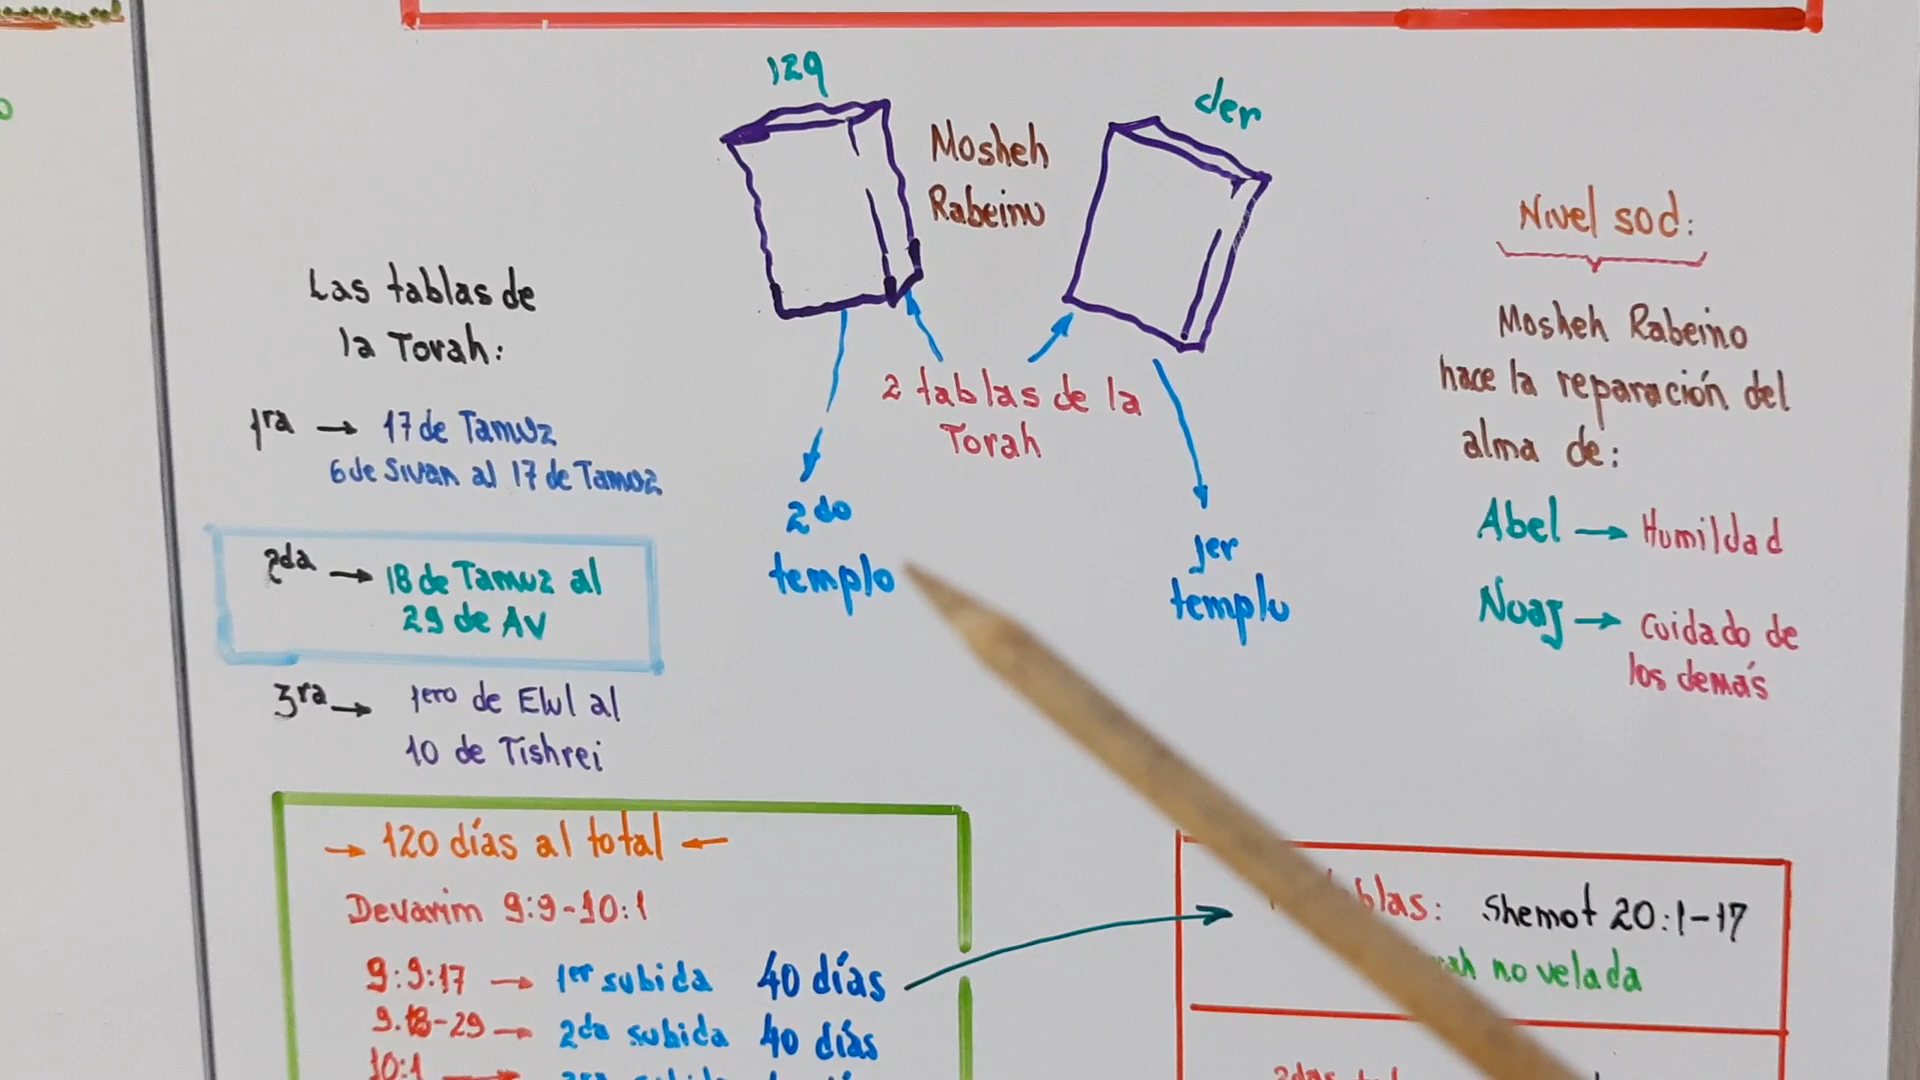 izq
der
Mosheh
Rabeinu
Nivel sod:
Las tablas de
la Torah:
Mosheh Rabeino
hace la reparación del
alma de:
2 tablas de la
Torah
1ra → 17 de Tamuz
6 de Sivan al 17 de Tamuz
2do
templo
1er
templo
Abel → Humildad
Noaj → cuidado de
los demás
2da → 18 de Tamuz al
29 de Av
3ra → 1ero de Elul al
10 de Tishrei
→ 120 días al total ←
Devarim 9:9-10:1
9:9:17 → 1er subida 40 días
9.18-29 → 2da subida 40 días
10:1 → subida
Shemot 20:1-17
no velada